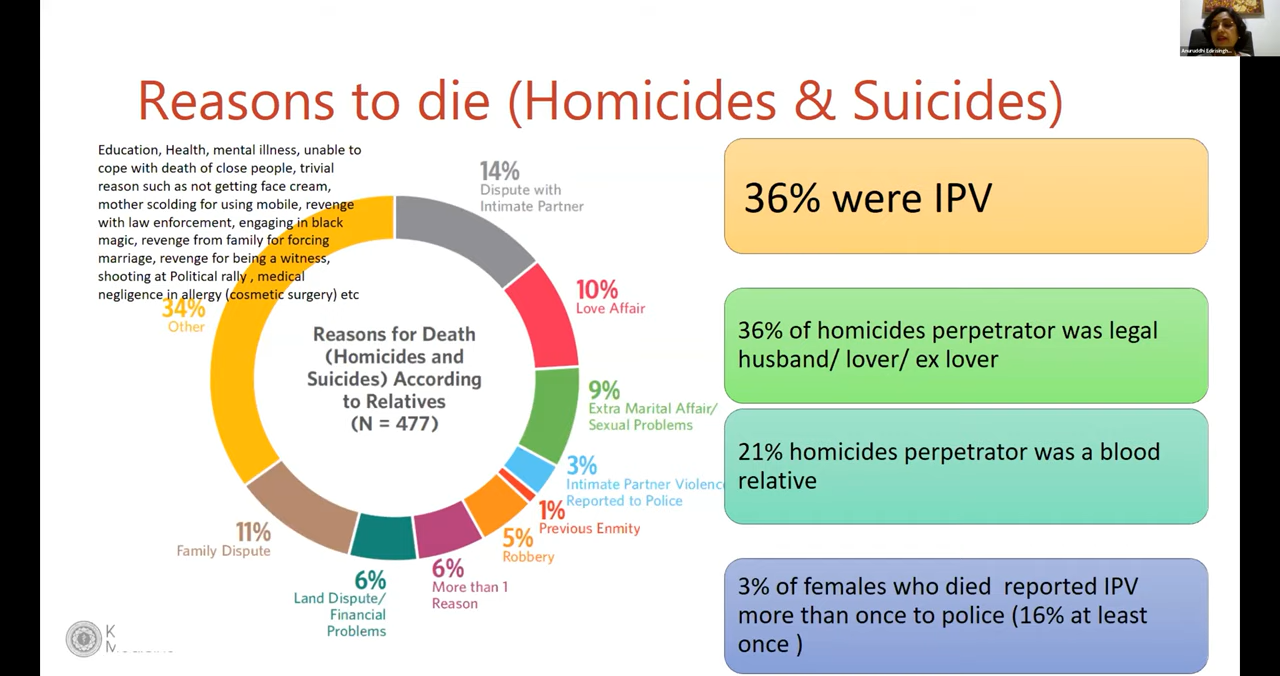 Anuruddhi Edirisingh...
Reasons to die (Homicides & Suicides)
Education, Health, mental illness, unable to
cope with death of close people, trivial
reason such as not getting face cream,
mother scolding for using mobile, revenge
with law enforcement, engaging in black
magic, revenge from family for forcing
marriage, revenge for being a witness,
shooting at Political rally , medical
negligence in allergy (cosmetic surgery) etc
14%
Dispute with
Intimate Partner
10%
Love Affair
9%
Extra Marital Affair/
Sexual Problems
3%
Intimate Partner Violence
Reported to Police
1%
Previous Enmity
5%
Robbery
6%
More than 1
Reason
6%
Land Dispute/
Financial
Problems
11%
Family Dispute
34%
Other
Reasons for Death
(Homicides and
Suicides) According
to Relatives
(N = 477)
36% were IPV
36% of homicides perpetrator was legal
husband/ lover/ ex lover
21% homicides perpetrator was a blood
relative
3% of females who died reported IPV
more than once to police (16% at least
once )